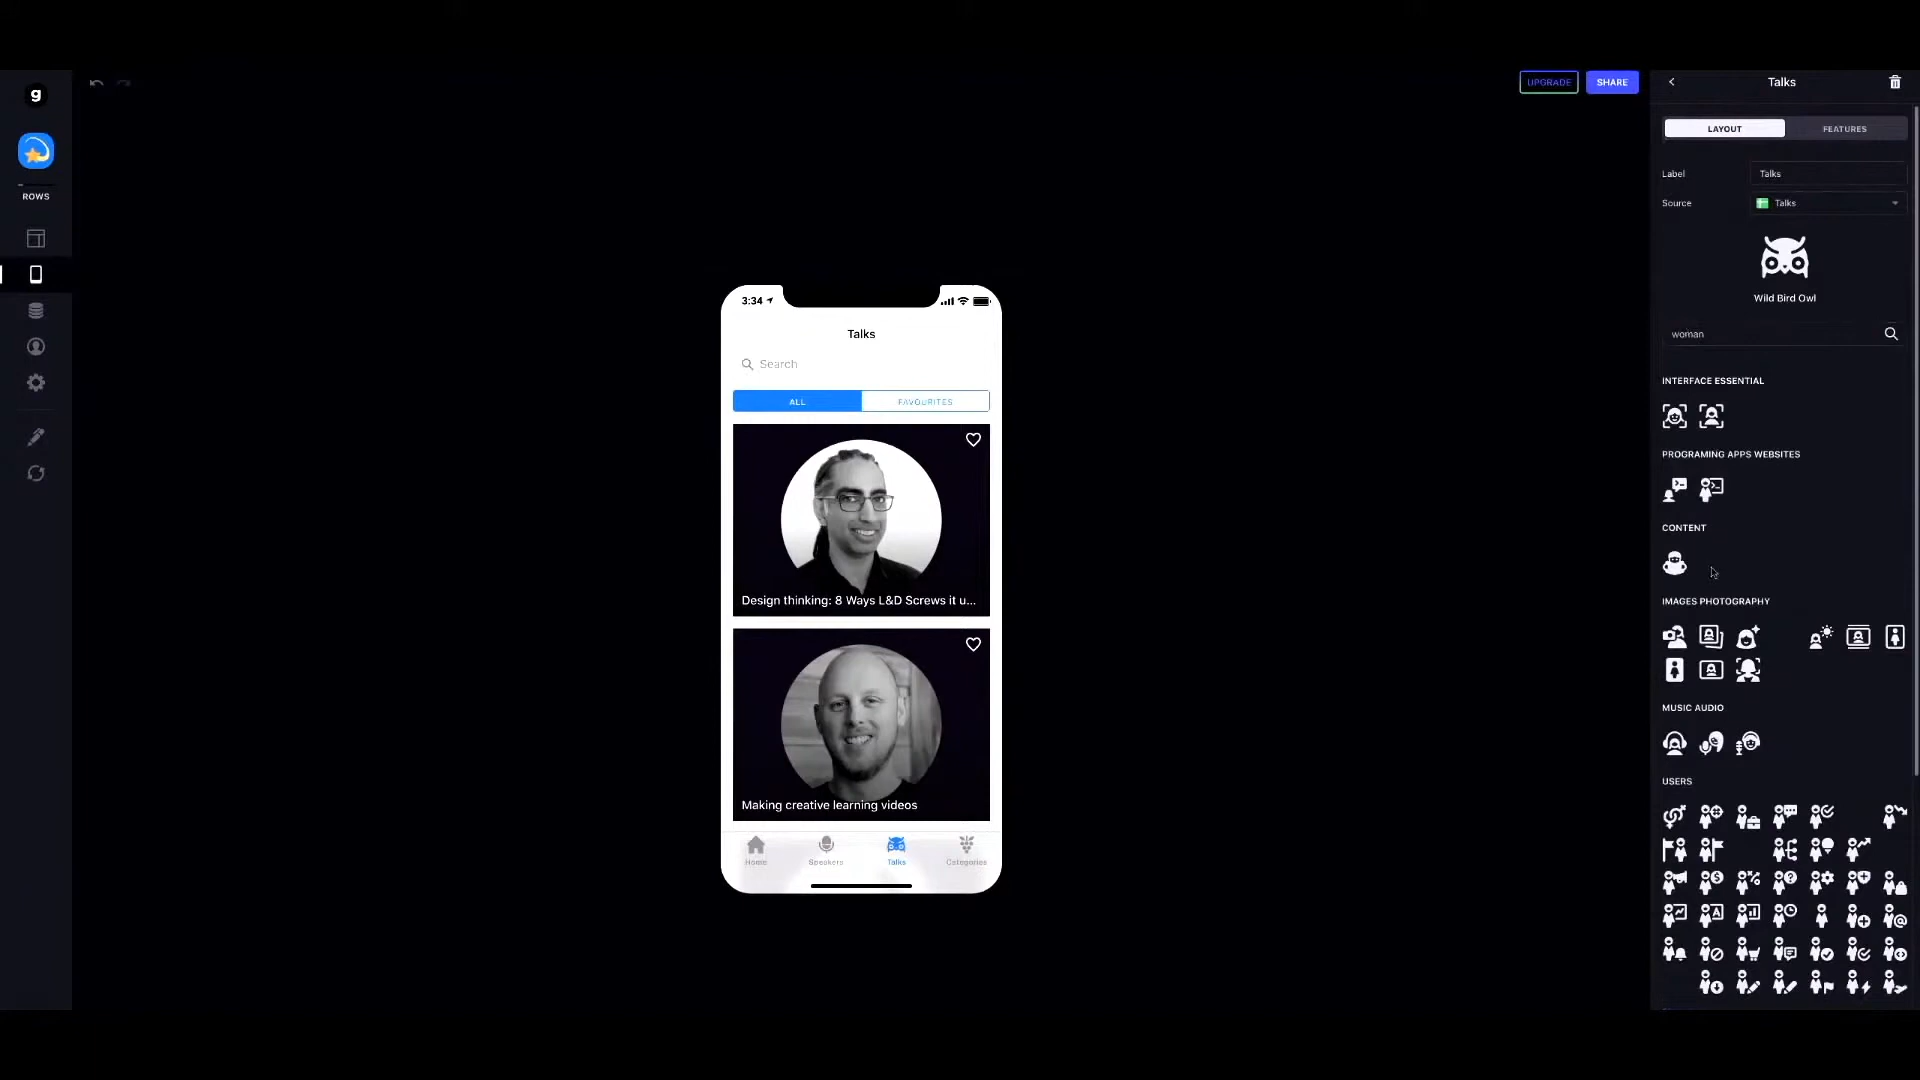 g
UPGRADE
SHARE
Talks
LAYOUT
FEATURES
ROWS
Label
Talks
Source
Talks
Wild Bird Owl
woman
INTERFACE ESSENTIAL
PROGRAMING APPS WEBSITES
CONTENT
IMAGES PHOTOGRAPHY
MUSIC AUDIO
USERS
3:34
Talks
Search
ALL
FAVOURITES
Design thinking: 8 Ways L&D Screws it u...
Making creative learning videos
Home
Speakers
Talks
Categories